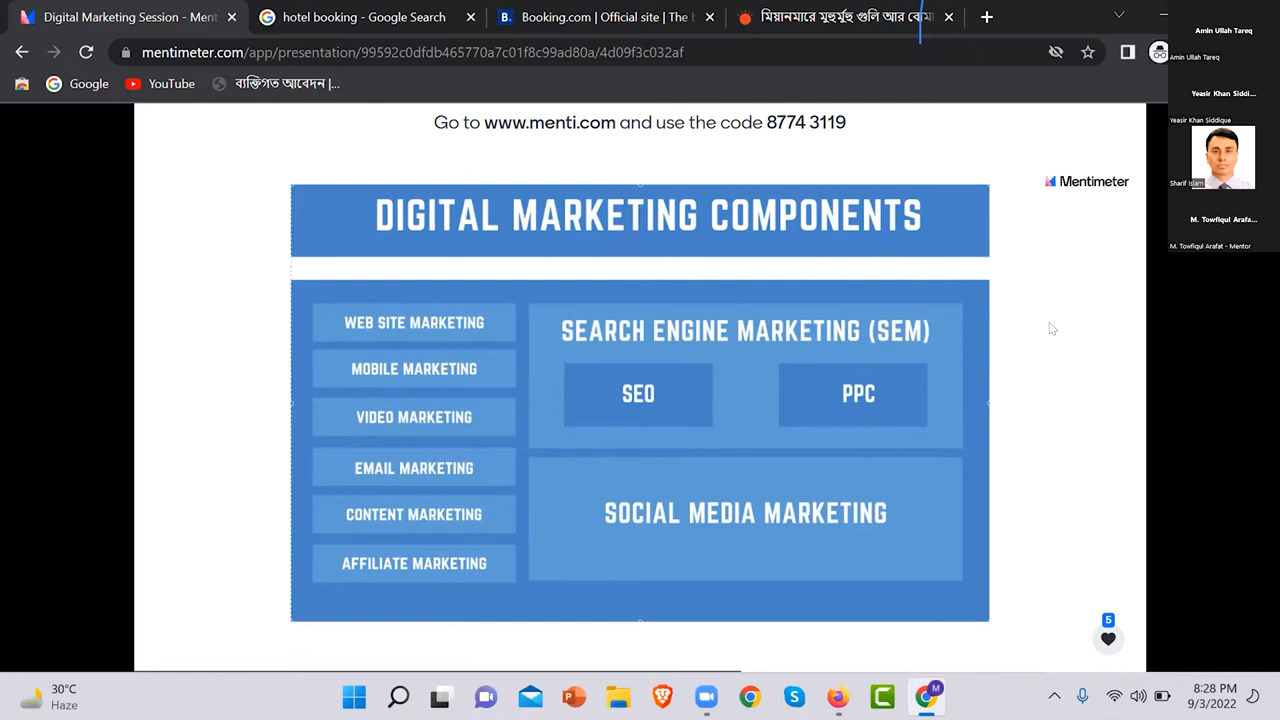 Digital Marketing Session - Menti
hotel booking - Google Search
B. Booking.com | Official site | The b
মিয়ানমারে মুহুর্মুহু গুলি আর বোমা
mentimeter.com/app/presentation/99592c0dfdb465770a7c01f8c99ad80a/4d09f3c032af
Google
YouTube
ব্যক্তিগত আবেদন |...
Amin Ullah Tareq
Amin Ullah Tareq
Yeasir Khan Siddi...
Yeasir Khan Siddique
Sharif Islam
M. Towfiqul Arafa...
M. Towfiqul Arafat - Mentor
Go to www.menti.com and use the code 8774 3119
Mentimeter
DIGITAL MARKETING COMPONENTS
WEB SITE MARKETING
MOBILE MARKETING
VIDEO MARKETING
EMAIL MARKETING
CONTENT MARKETING
AFFILIATE MARKETING
SEARCH ENGINE MARKETING (SEM)
SEO
PPC
SOCIAL MEDIA MARKETING
5
30°C
Haze
M
8:28 PM
9/3/2022